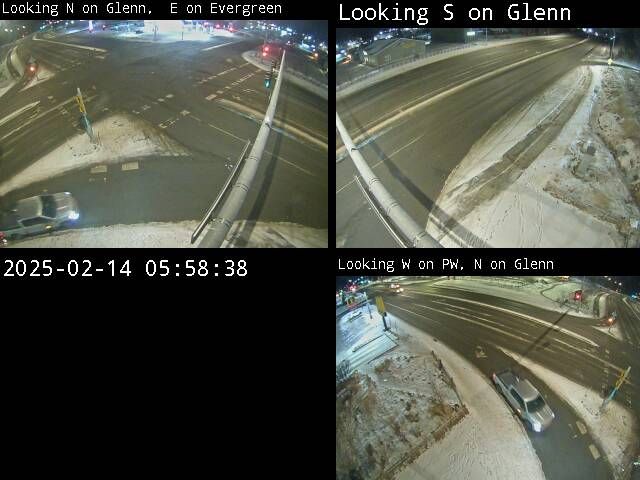 Looking N on Glenn,  E on Evergreen
Looking S on Glenn
2025-02-14 05:58:38
Looking W on PW, N on Glenn